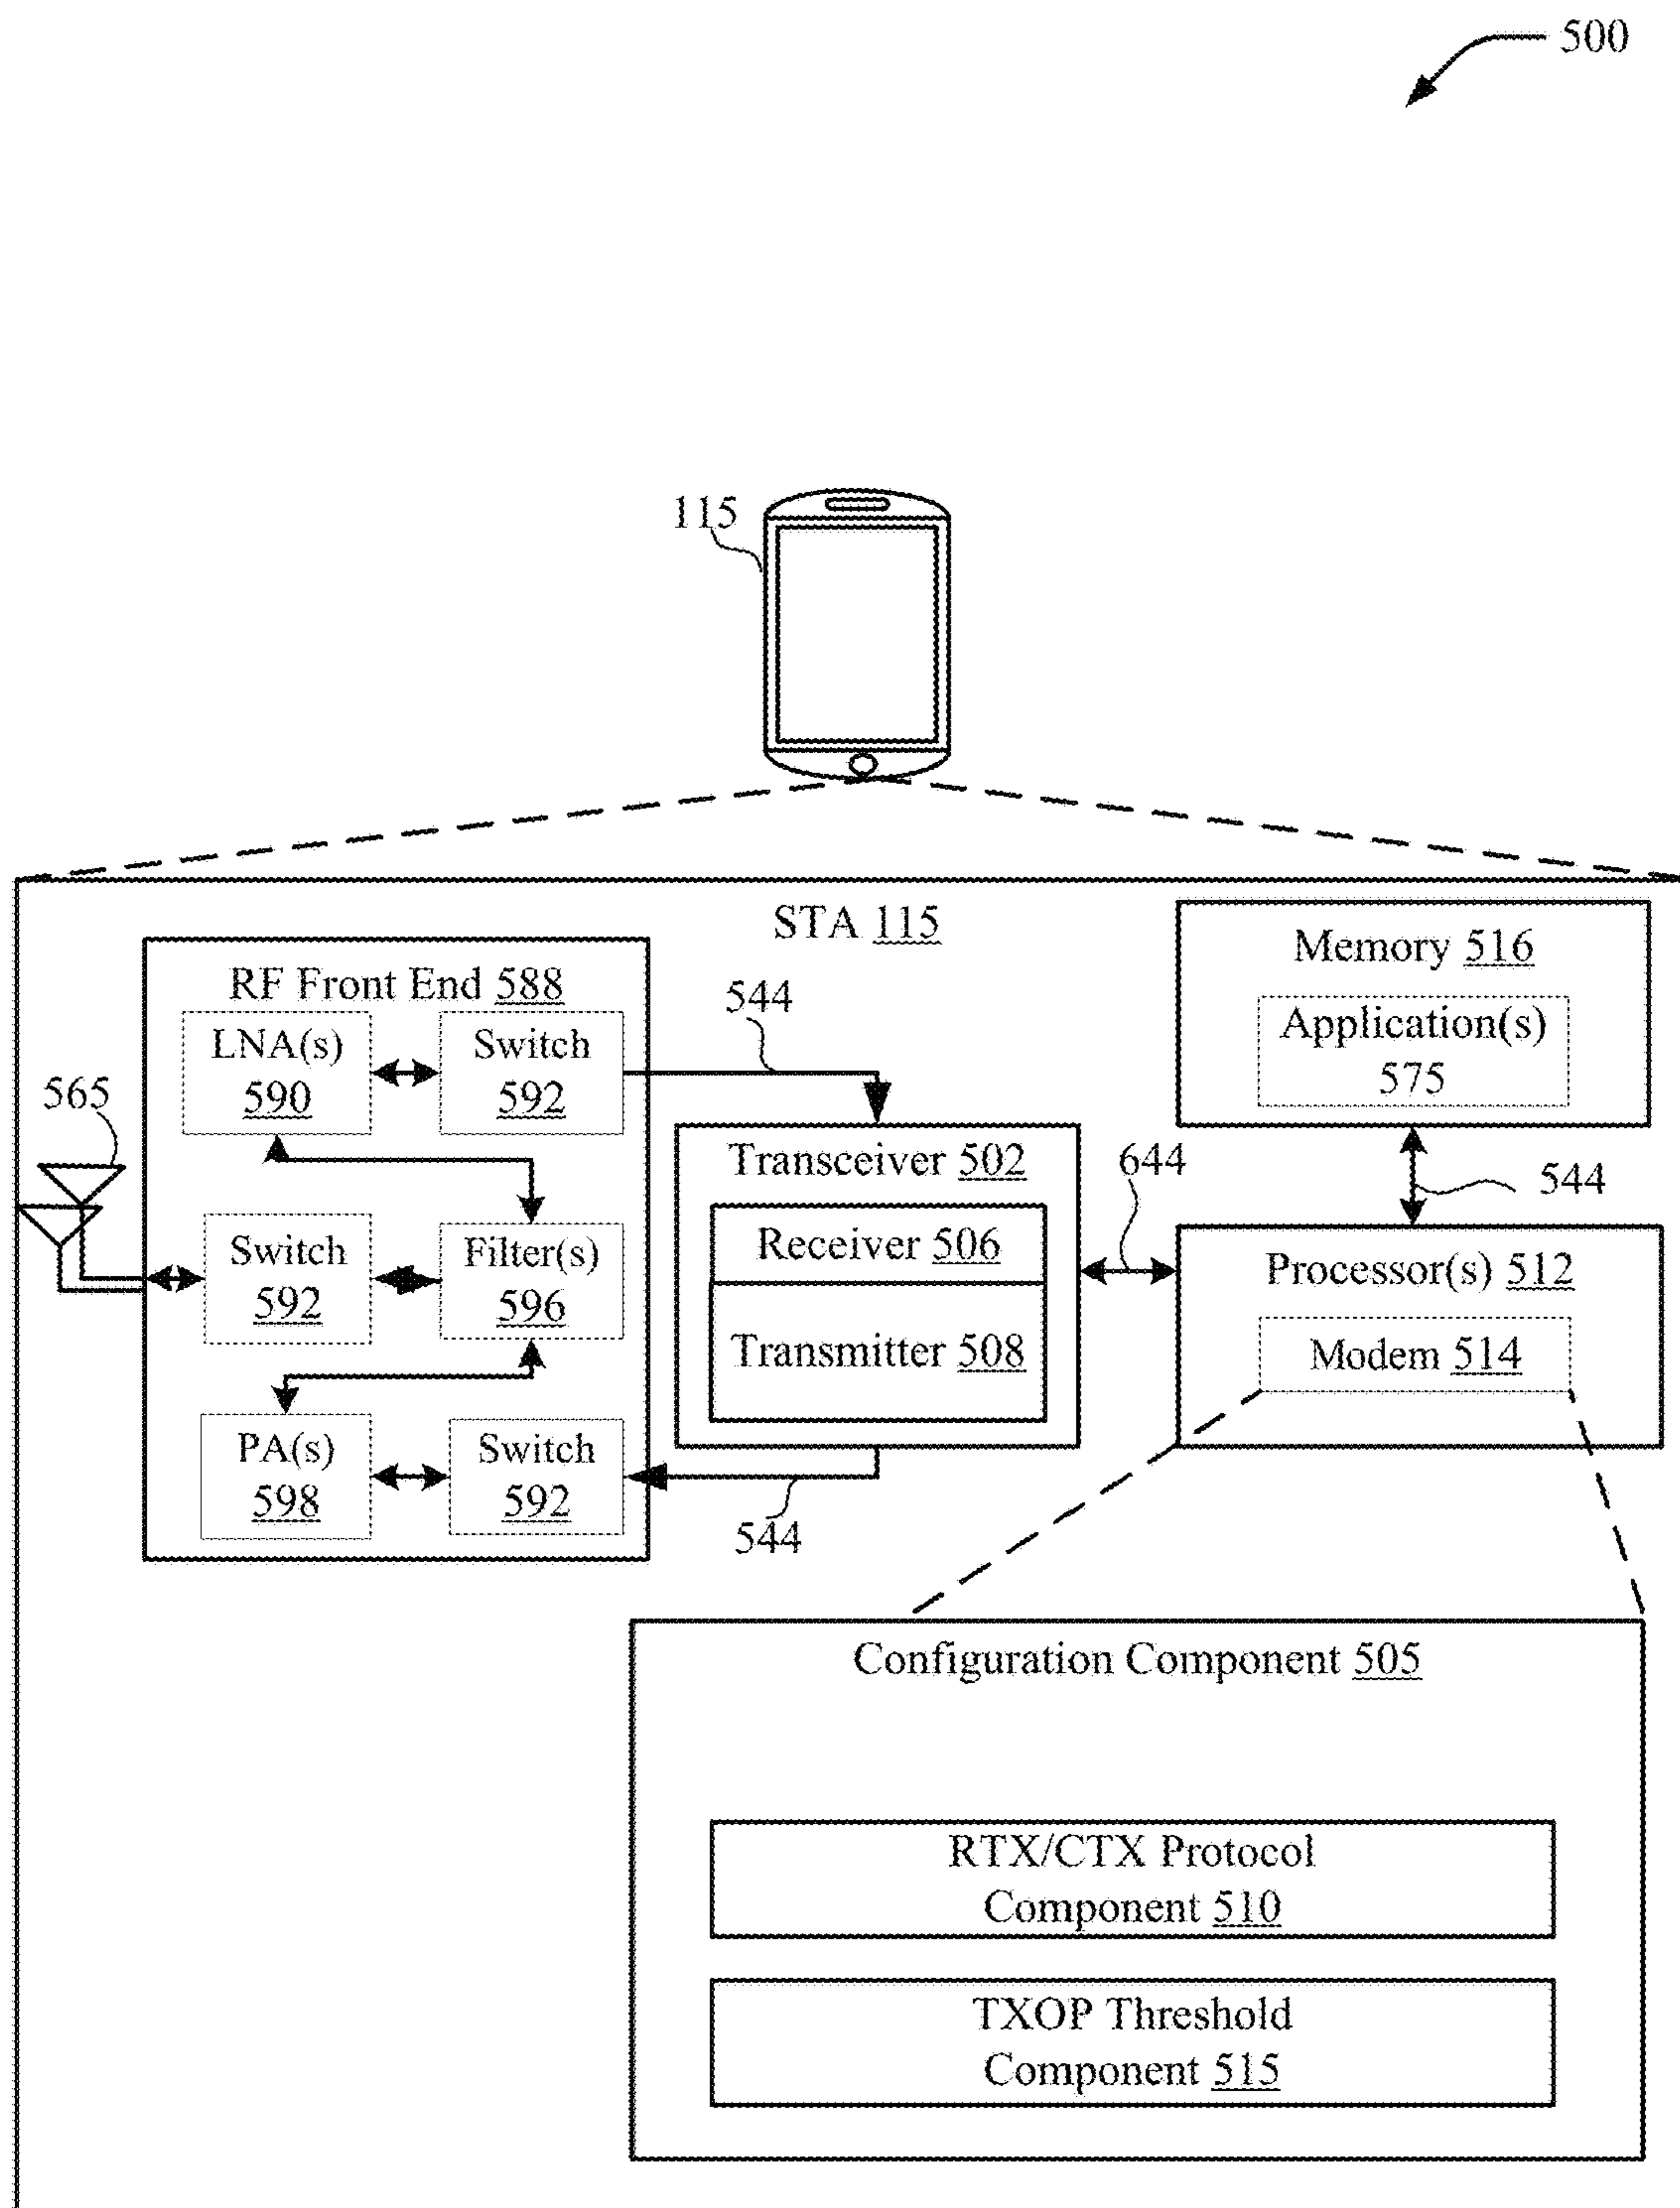 500
115
STA 115
Memory 516
Application(s)
575
RF Front End 588
544
LNA(s)
590
Switch
592
565
Transceiver 502
644
544
Receiver 506
Switch
592
Filter(s)
596
Processor(s) 512
Transmitter 508
Modem 514
PA(s)
598
Switch
592
544
Configuration Component 505
RTX/CTX Protocol
Component 510
TXOP Threshold
Component 515